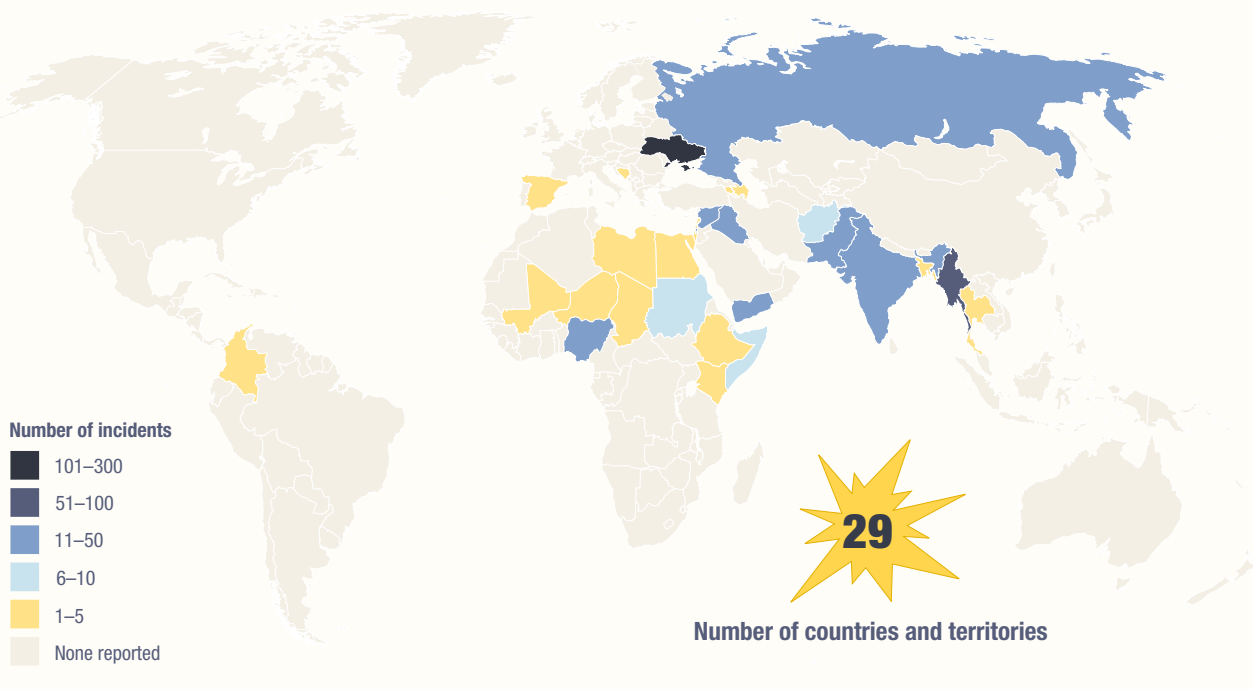 Number of incidents
101–300
51–100
11–50
6–10
1–5
None reported
29
Number of countries and territories